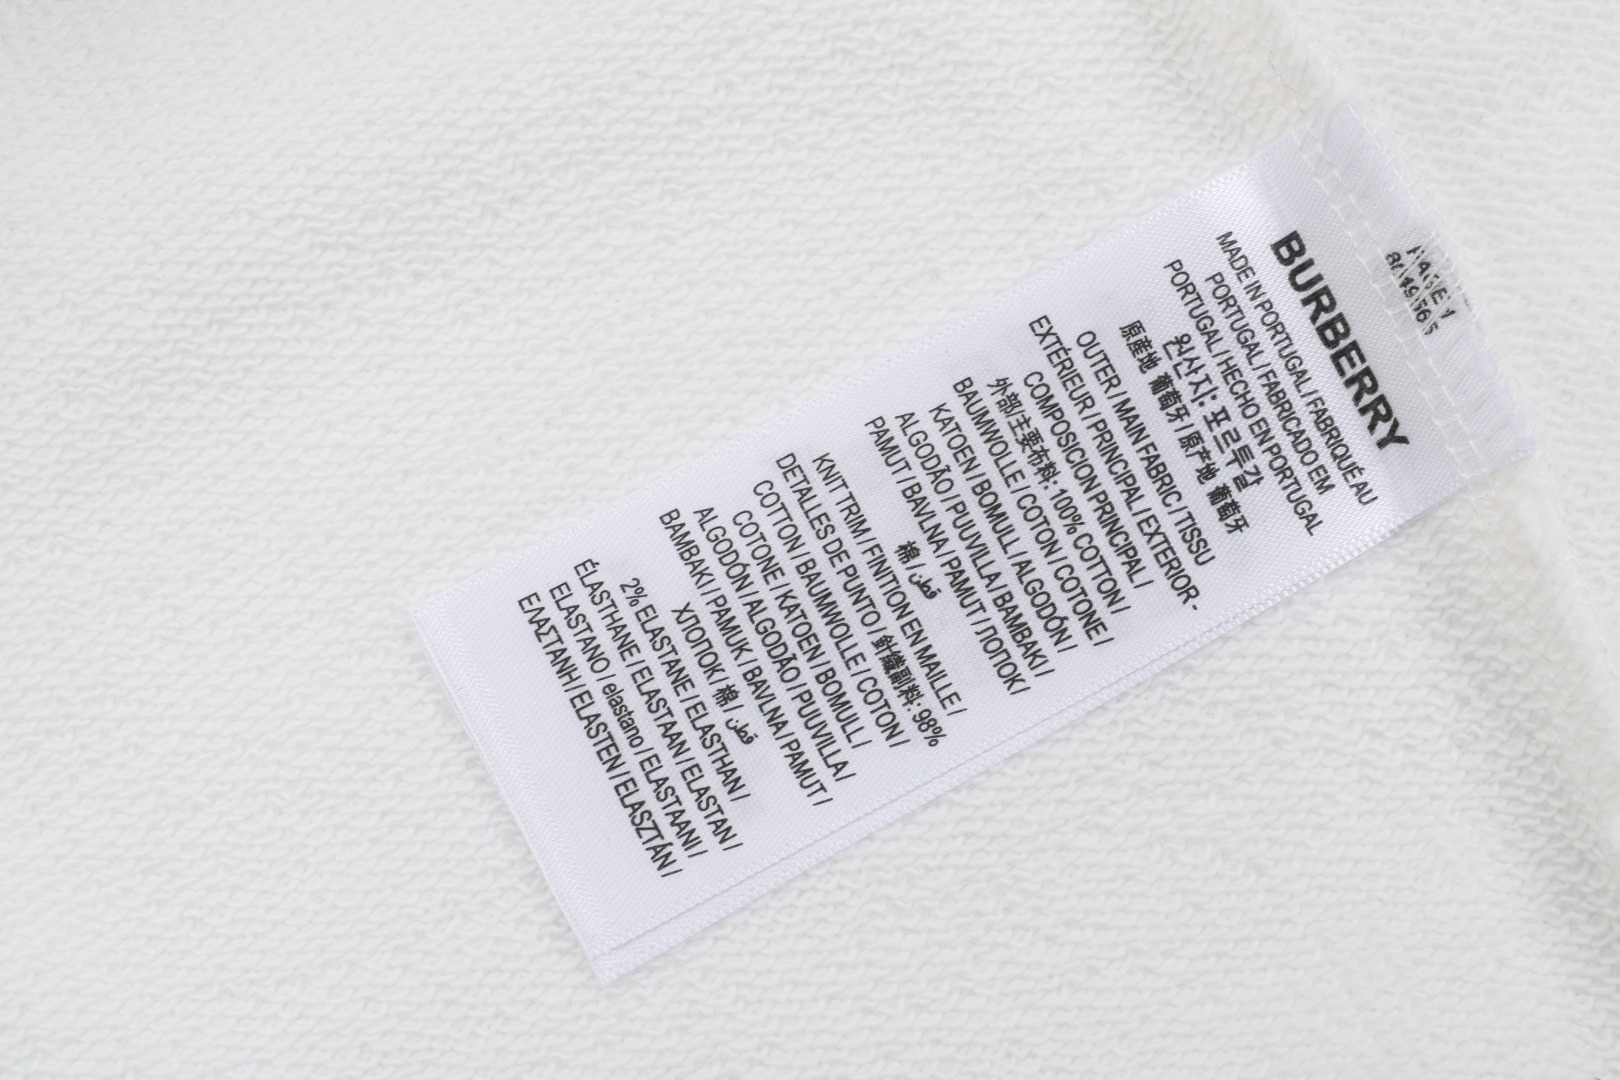 BURBERRY
MADE IN PORTUGAL / FABRIQUÉ AU
PORTUGAL / FABRICADO EM
PORTUGAL / HECHO EN PORTUGAL
원산지: 포르투갈
原産地 葡萄牙 / 原产地 葡萄牙
OUTER / MAIN FABRIC / TISSU
EXTÉRIEUR / PRINCIPAL / EXTERIOR -
COMPOSICION PRINCIPAL /
外部/主要布料: 100% COTTON /
BAUMWOLLE / COTON / COTONE /
KATOEN / BOMULL / ALGODÓN /
ALGODÃO / PUUVILLA / BAMBAKI /
PAMUT / BAVLNA / PAMUT / ПОПОК /
棉 / قطن
KNIT TRIM / FINITION EN MAILLE /
DETALLES DE PUNTO / 針織副料: 98%
COTTON / BAUMWOLLE / COTON /
COTONE / KATOEN / BOMULL /
ALGODÓN / ALGODÃO / PUUVILLA /
BAMBAKI / PAMUK / BAVLNA / PAMUT /
ΧΠΟΠΟΚ / 棉 / قطن
2% ELASTANE / ELASTHAN /
ÉLASTHANE / ELASTAAN / ELASTAN /
ELASTANO / elastano / ELASTAANI /
ΕΛΑΣΤΑΝΗ / ELASTEN / ELASZTÁN /